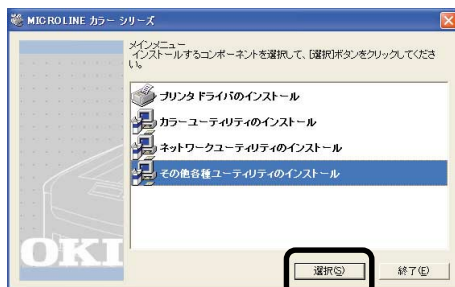 MICROLINE カラー シリーズ
メインメニュー
インストールするコンポーネントを選択して、[選択]ボタンをクリックしてくださ
い。
プリンタ ドライバのインストール
カラーユーティリティのインストール
ネットワークユーティリティのインストール
その他各種ユーティリティのインストール
OKI
選択(S)
終了(E)